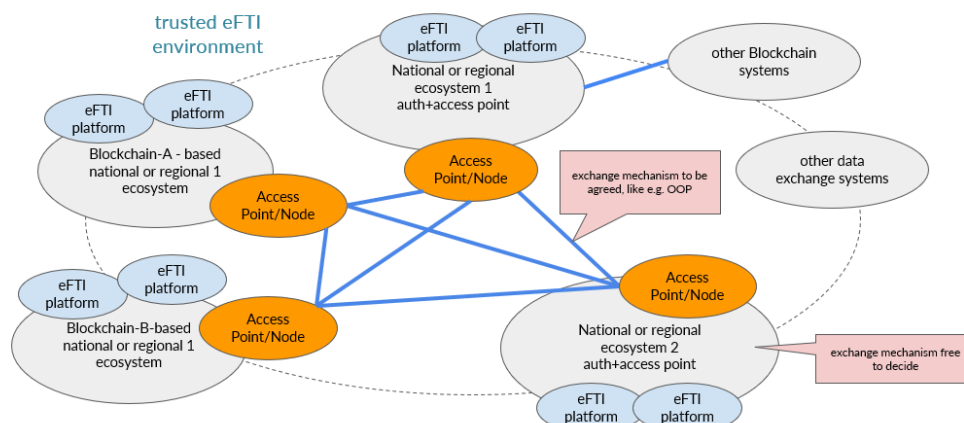 trusted eFTI
environment
eFTI
platform
eFTI
platform
National or regional
ecosystem 1
auth+access point
other Blockchain
systems
eFTI
platform
eFTI
platform
Blockchain-A - based
national or regional 1
ecosystem
Access
Point/Node
Access
Point/Node
exchange mechanism to be
agreed, like e.g. OOP
other data
exchange systems
eFTI
platform
eFTI
platform
Blockchain-B-based
national or regional 1
ecosystem
Access
Point/Node
Access
Point/Node
National or regional
ecosystem 2
auth+access point
exchange mechanism free
to decide
eFTI
platform
eFTI
platform